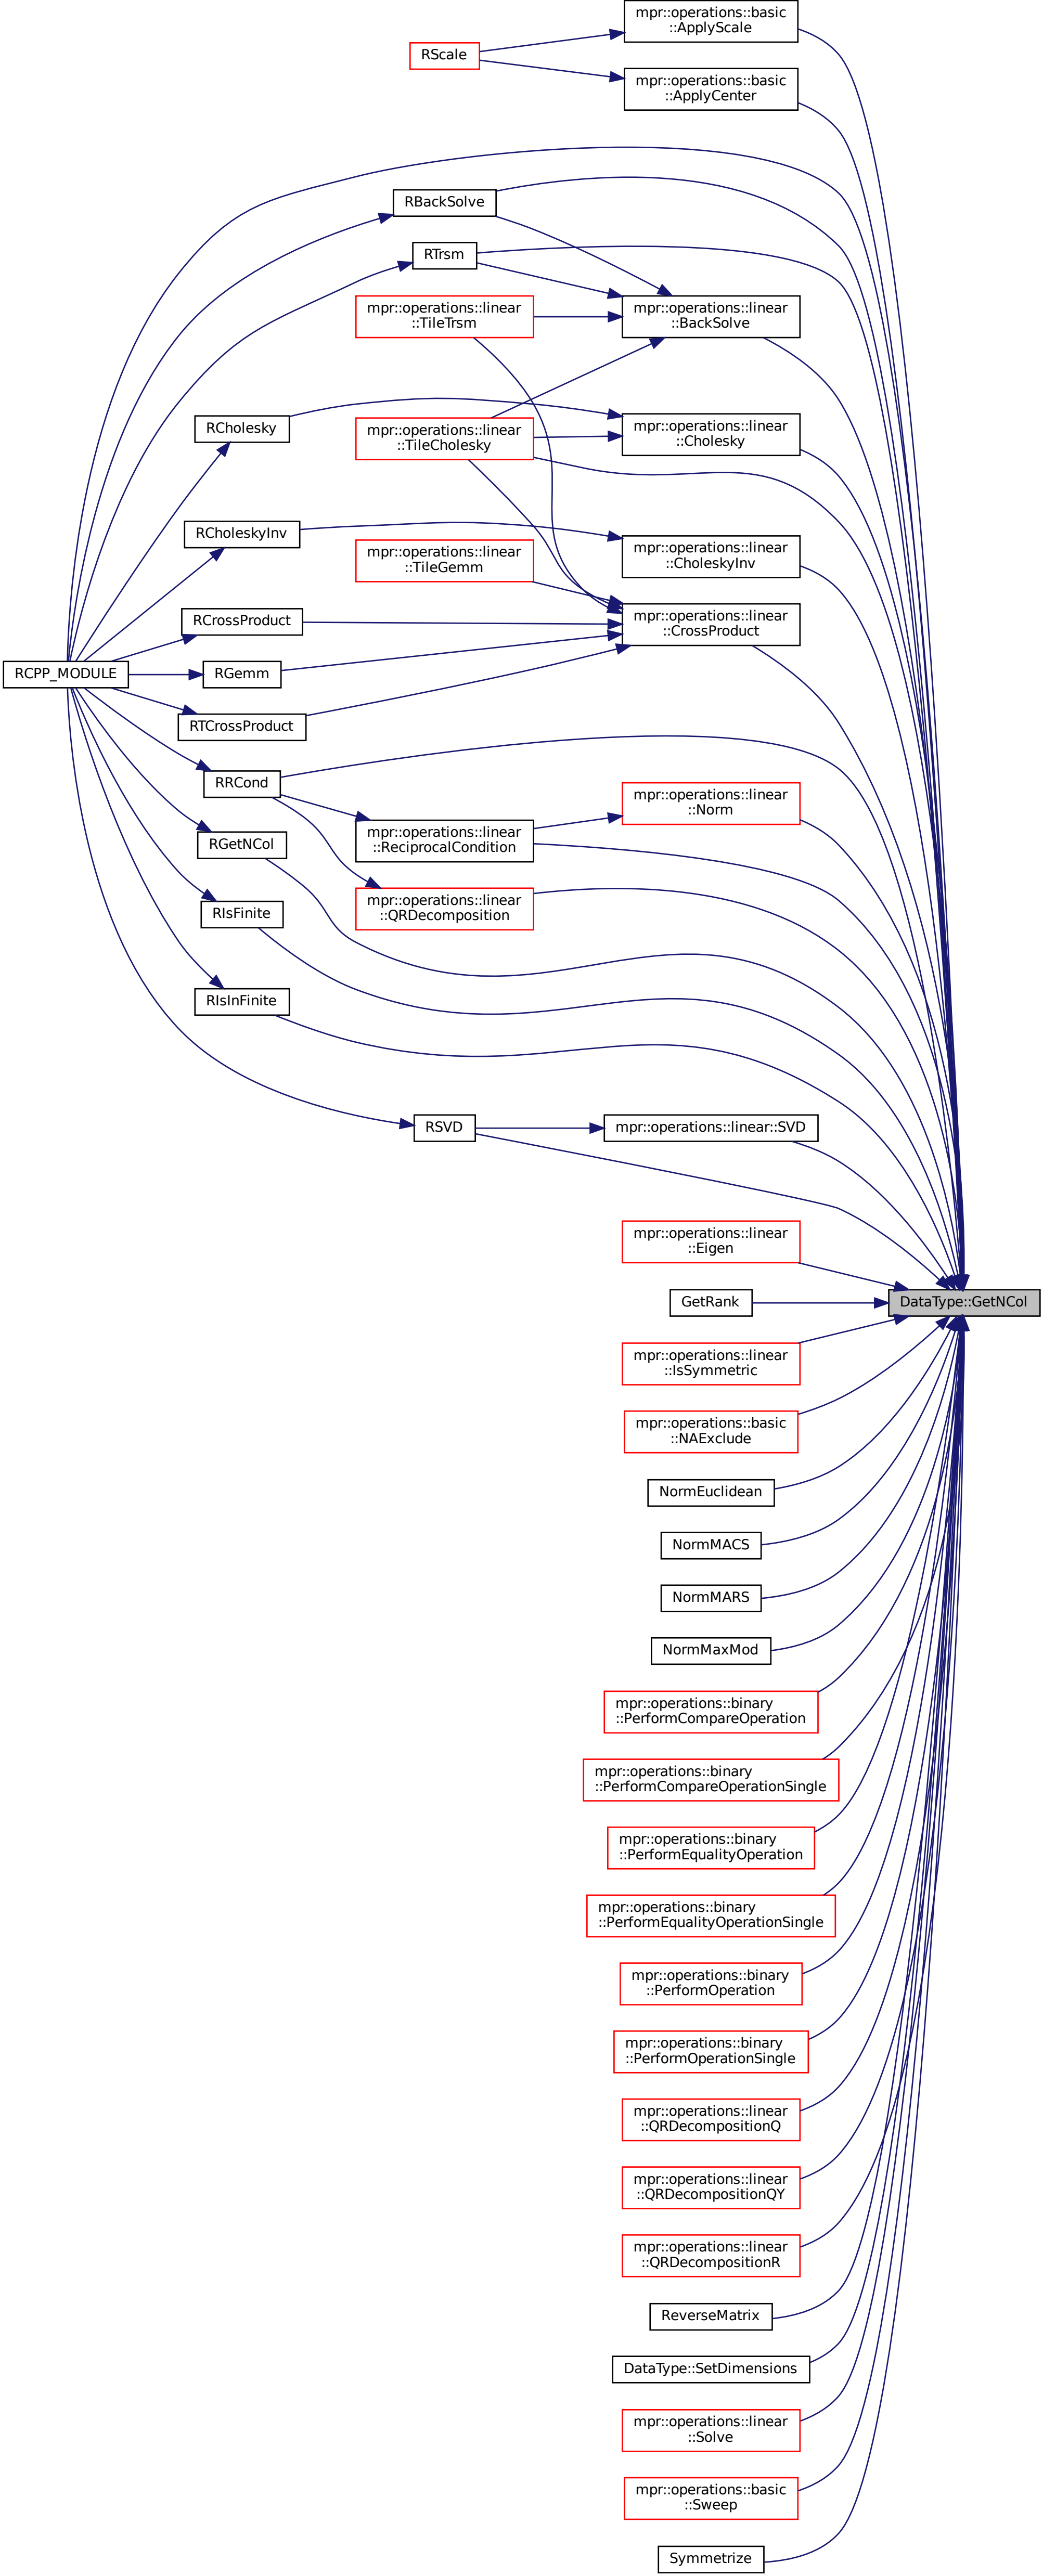 mpr::operations::basic
::ApplyScale
RScale
mpr::operations::basic
::ApplyCenter
RBackSolve
RTrsm
mpr::operations::linear
::TileTrsm
mpr::operations::linear
::BackSolve
RCholesky
mpr::operations::linear
::TileCholesky
mpr::operations::linear
::Cholesky
RCholeskyInv
mpr::operations::linear
::TileGemm
mpr::operations::linear
::CholeskyInv
RCrossProduct
mpr::operations::linear
::CrossProduct
RCPP_MODULE
RGemm
RTCrossProduct
RRCond
mpr::operations::linear
::Norm
RGetNCol
mpr::operations::linear
::ReciprocalCondition
RIsFinite
mpr::operations::linear
::QRDecomposition
RIsInFinite
RSVD
mpr::operations::linear::SVD
mpr::operations::linear
::Eigen
GetRank
DataType::GetNCol
mpr::operations::linear
::IsSymmetric
mpr::operations::basic
::NAExclude
NormEuclidean
NormMACS
NormMARS
NormMaxMod
mpr::operations::binary
::PerformCompareOperation
mpr::operations::binary
::PerformCompareOperationSingle
mpr::operations::binary
::PerformEqualityOperation
mpr::operations::binary
::PerformEqualityOperationSingle
mpr::operations::binary
::PerformOperation
mpr::operations::binary
::PerformOperationSingle
mpr::operations::linear
::QRDecompositionQ
mpr::operations::linear
::QRDecompositionQY
mpr::operations::linear
::QRDecompositionR
ReverseMatrix
DataType::SetDimensions
mpr::operations::linear
::Solve
mpr::operations::basic
::Sweep
Symmetrize